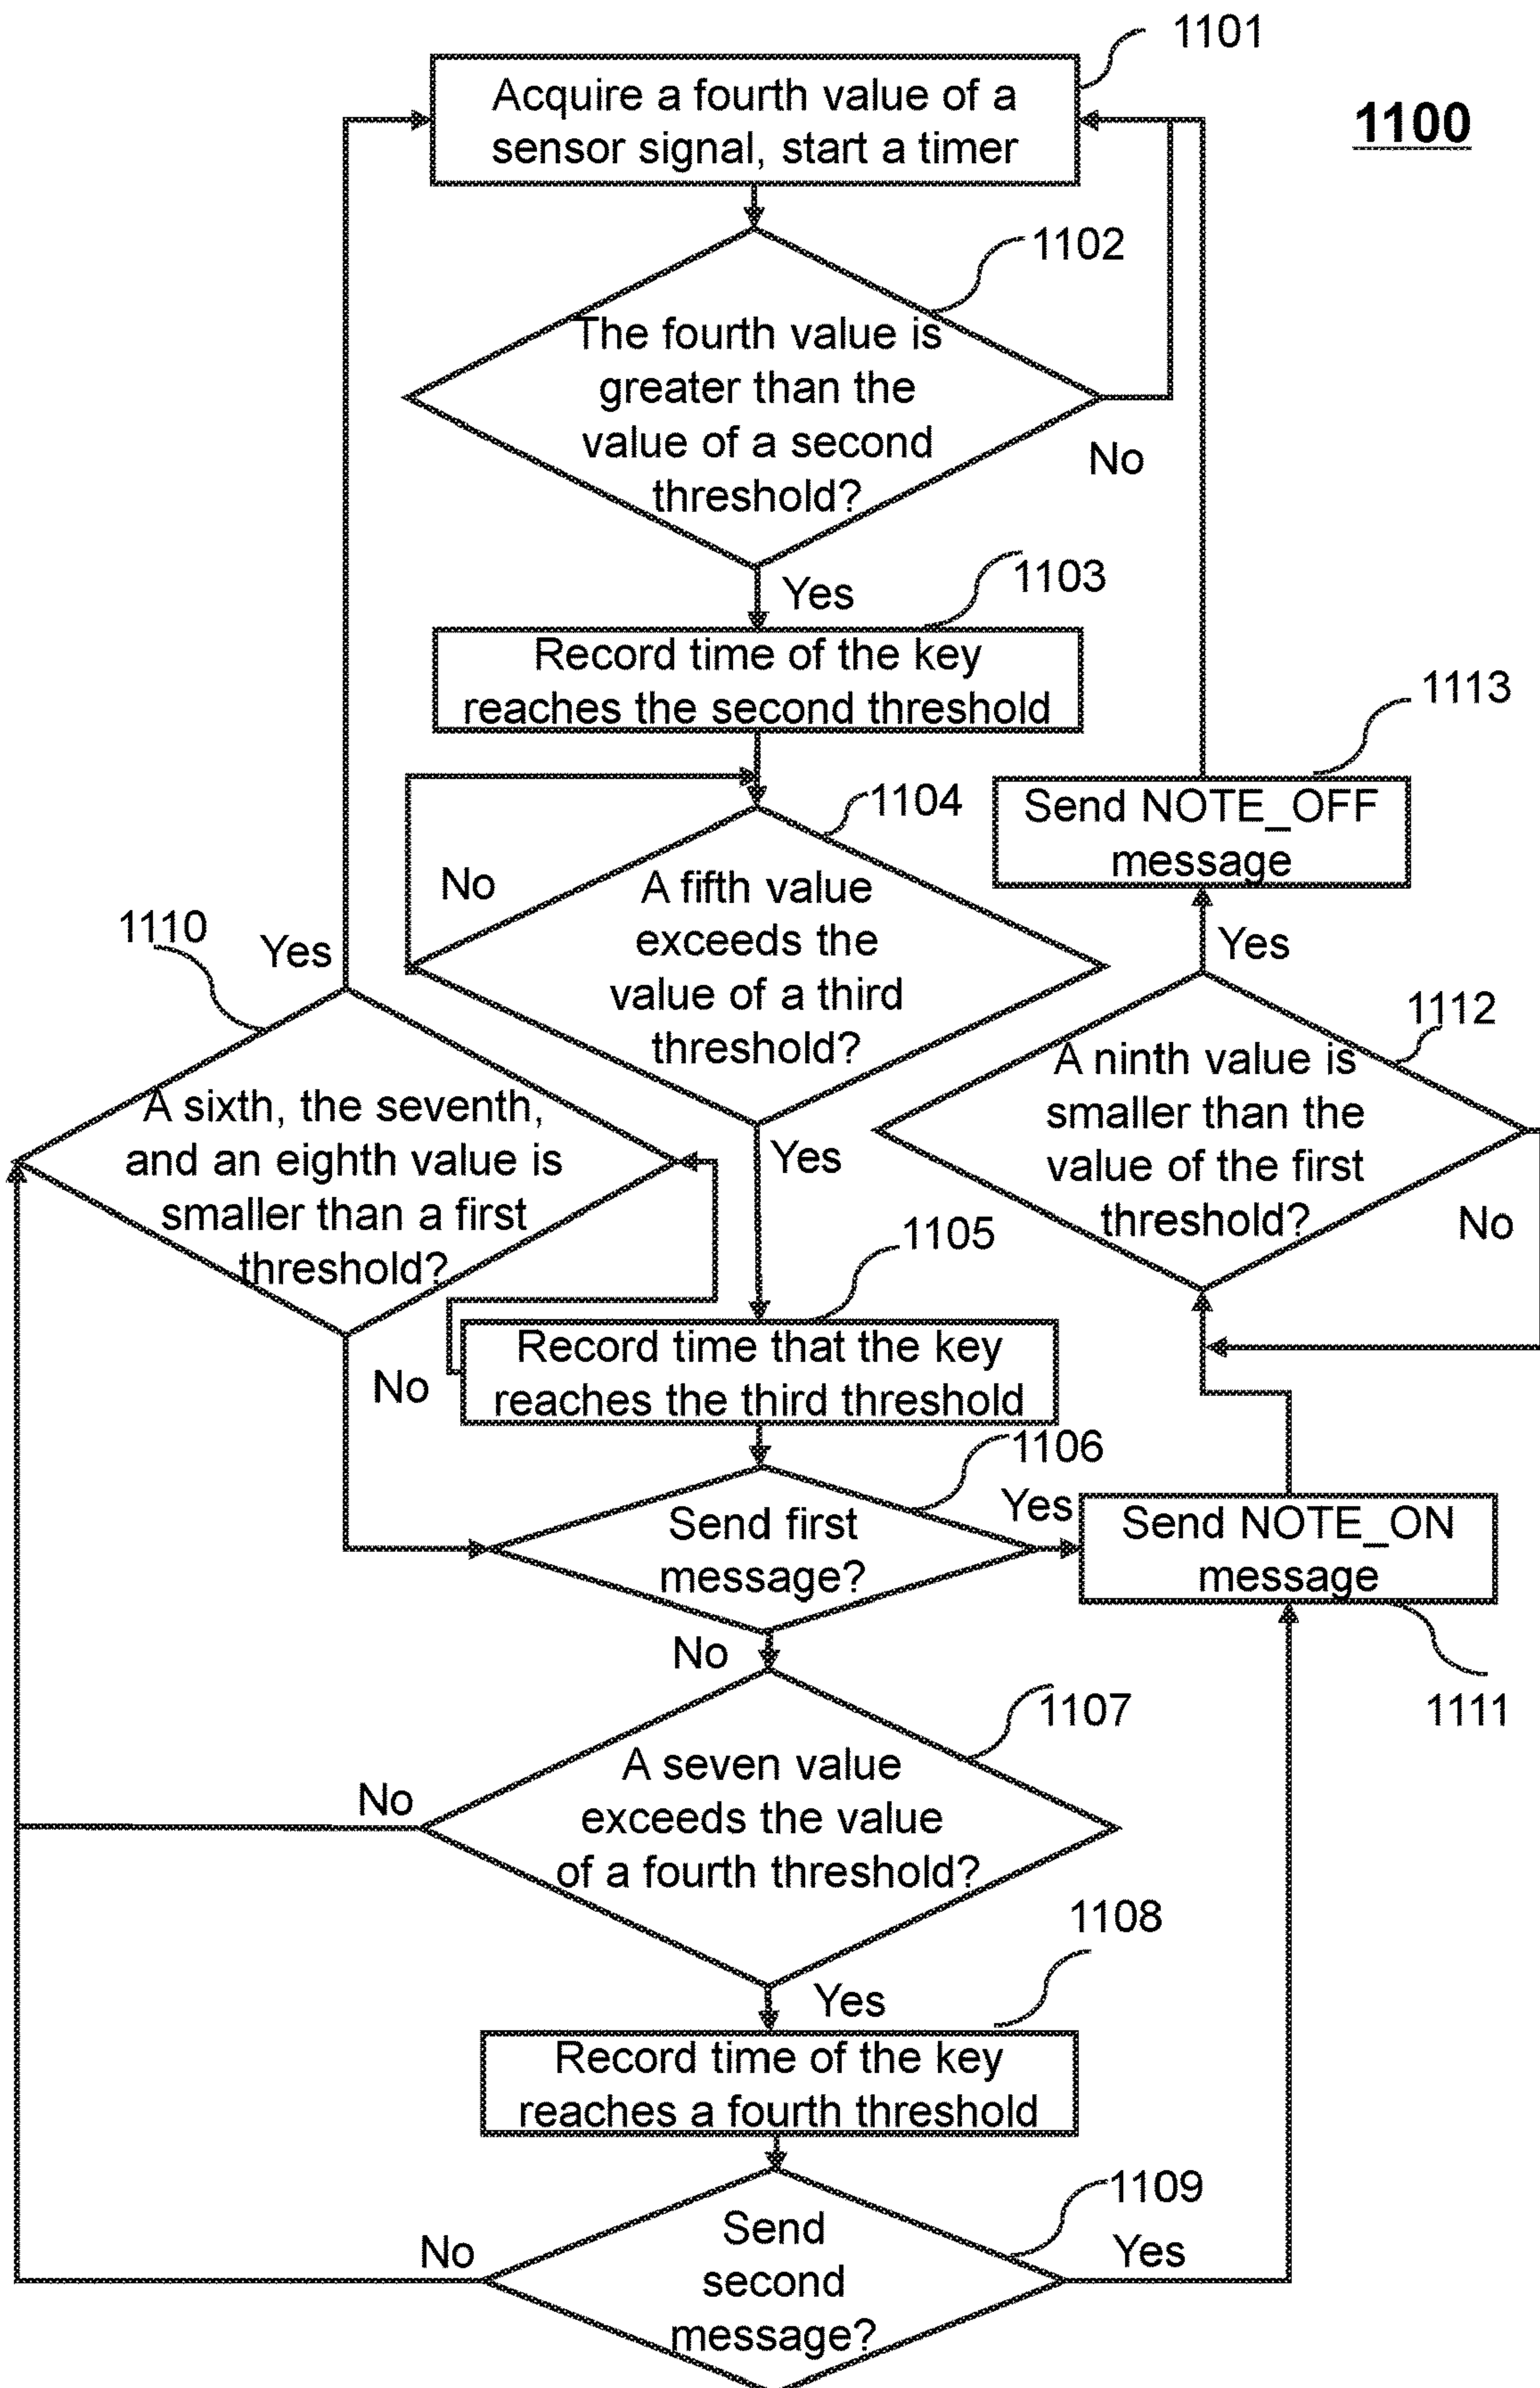 1101
Acquire a fourth value of a
sensor signal, start a timer
1100
1102
The fourth value is
greater than the
value of a second
threshold?
No
Yes
1103
Record time of the key
reaches the second threshold
1113
Send NOTE_OFF
message
1104
No
A fifth value
exceeds the
value of a third
threshold?
1110
Yes
Yes
1112
A ninth value is
smaller than the
value of the first
threshold?
No
A sixth, the seventh,
and an eighth value is
smaller than a first
threshold?
Yes
1105
No
Record time that the key
reaches the third threshold
1106
Send first
message?
Yes
Send NOTE_ON
message
1111
No
1107
A seven value
exceeds the value
of a fourth threshold?
No
1108
Yes
Record time of the key
reaches a fourth threshold
1109
Send
second
message?
No
Yes